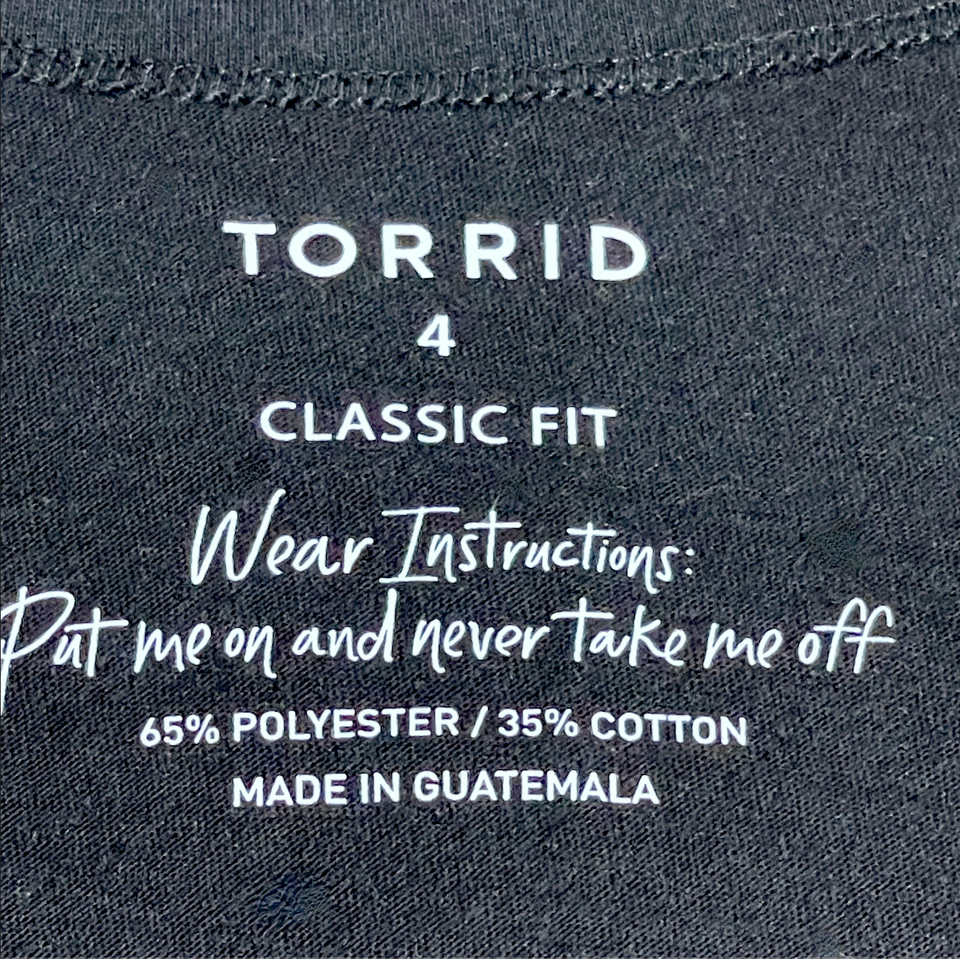 TORRID
4
CLASSIC FIT
Wear Instructions:
Put me on and never take me off
65% POLYESTER / 35% COTTON
MADE IN GUATEMALA